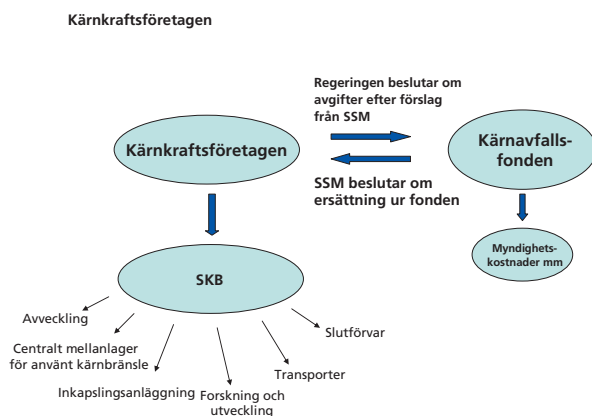 Kärnkraftsföretagen
Regeringen beslutar om
avgifter efter förslag
från SSM
Kärnkraftsföretagen
Kärnavfalls-
fonden
SSM beslutar om
ersättning ur fonden
Myndighets-
kostnader mm
SKB
Avveckling
Centralt mellanlager
för använt kärnbränsle
Inkapslingsanläggning
Forskning och
utveckling
Transporter
Slutförvar